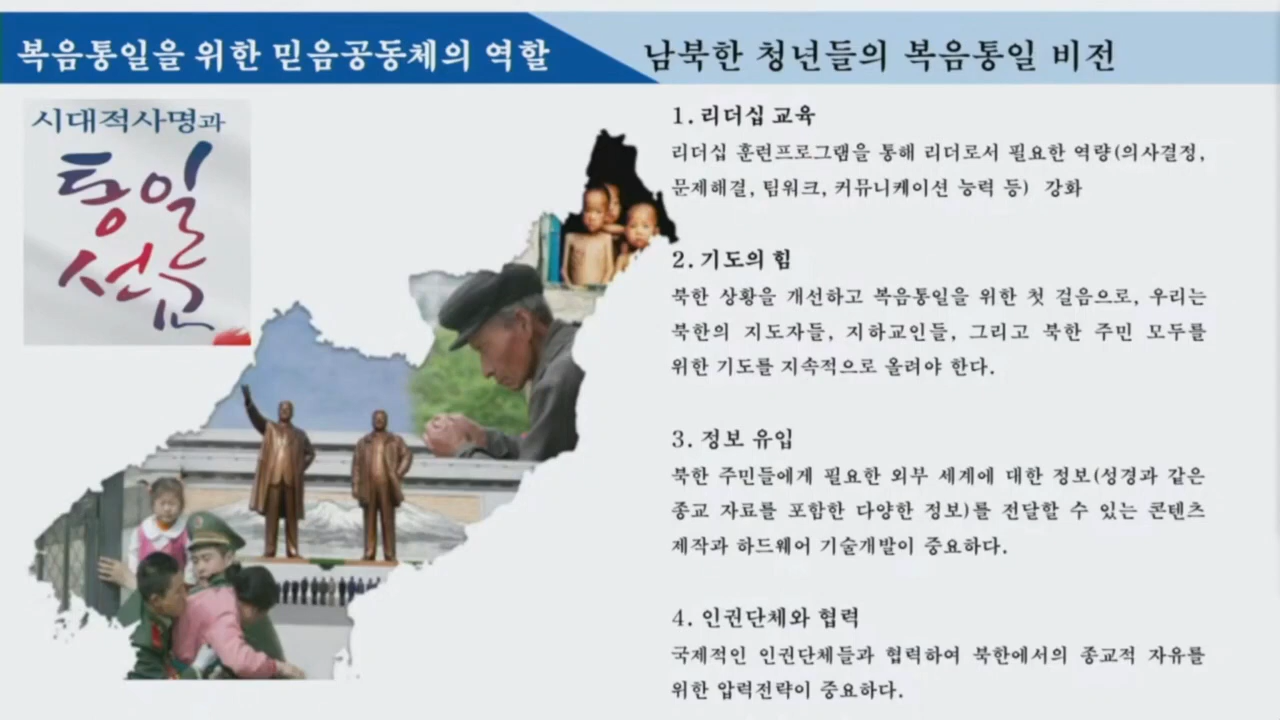 복음통일을 위한 믿음공동체의 역할
남북한 청년들의 복음통일 비전
시대적사명과
통일
선교
1. 리더십 교육
리더십 훈련프로그램을 통해 리더로서 필요한 역량(의사결정,
문제해결, 팀워크, 커뮤니케이션 능력 등) 강화
2. 기도의 힘
북한 상황을 개선하고 복음통일을 위한 첫 걸음으로, 우리는
북한의 지도자들, 지하교인들, 그리고 북한 주민 모두를
위한 기도를 지속적으로 올려야 한다.
3. 정보 유입
북한 주민들에게 필요한 외부 세계에 대한 정보(성경과 같은
종교 자료를 포함한 다양한 정보)를 전달할 수 있는 콘텐츠
제작과 하드웨어 기술개발이 중요하다.
4. 인권단체와 협력
국제적인 인권단체들과 협력하여 북한에서의 종교적 자유를
위한 압력전략이 중요하다.